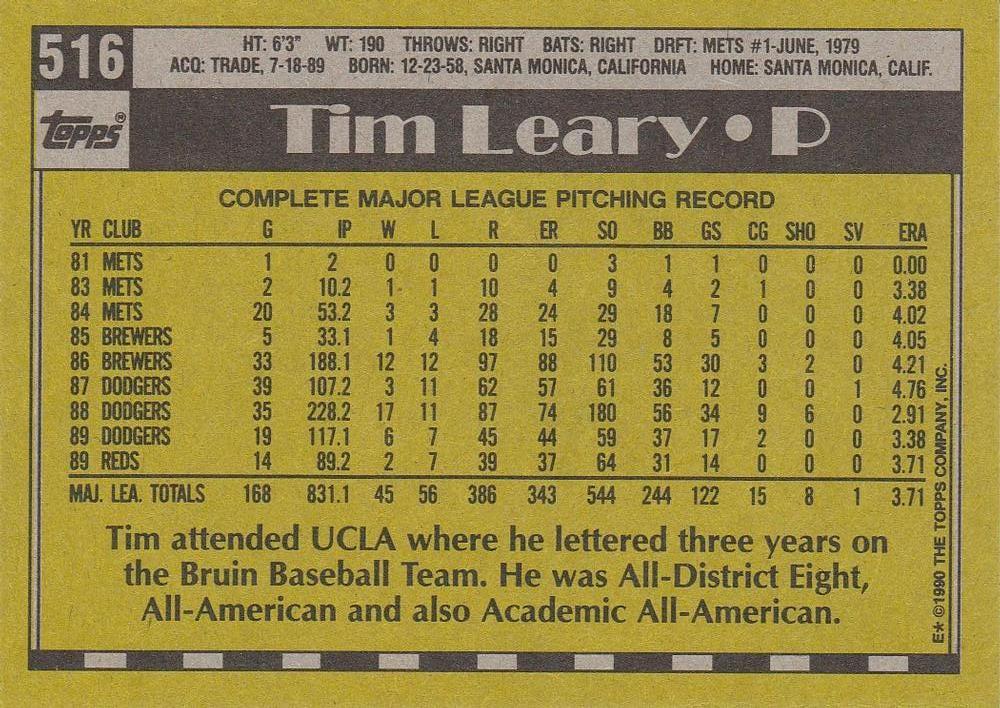 516
HT: 6'3" WT: 190 THROWS: RIGHT BATS: RIGHT DRFT: METS #1-JUNE, 1979
ACQ: TRADE, 7-18-89 BORN: 12-23-58, SANTA MONICA, CALIFORNIA HOME: SANTA MONICA, CALIF.
Topps®
Tim Leary • P
COMPLETE MAJOR LEAGUE PITCHING RECORD
YR CLUB G IP W L R ER SO BB GS CG SHO SV ERA
81 METS 1 2 0 0 0 0 3 1 1 0 0 0 0.00
83 METS 2 10.2 1 1 10 4 9 4 2 1 0 0 3.38
84 METS 20 53.2 3 3 28 24 29 18 7 0 0 0 4.02
85 BREWERS 5 33.1 1 4 18 15 29 8 5 0 0 0 4.05
86 BREWERS 33 188.1 12 12 97 88 110 53 30 3 2 0 4.21
87 DODGERS 39 107.2 3 11 62 57 61 36 12 0 0 1 4.76
88 DODGERS 35 228.2 17 11 87 74 180 56 34 9 6 0 2.91
89 DODGERS 19 117.1 6 7 45 44 59 37 17 2 0 0 3.38
89 REDS 14 89.2 2 7 39 37 64 31 14 0 0 0 3.71
MAJ. LEA. TOTALS 168 831.1 45 56 386 343 544 244 122 15 8 1 3.71
Tim attended UCLA where he lettered three years on
the Bruin Baseball Team. He was All-District Eight,
All-American and also Academic All-American.
E* ©1990 THE TOPPS COMPANY, INC.